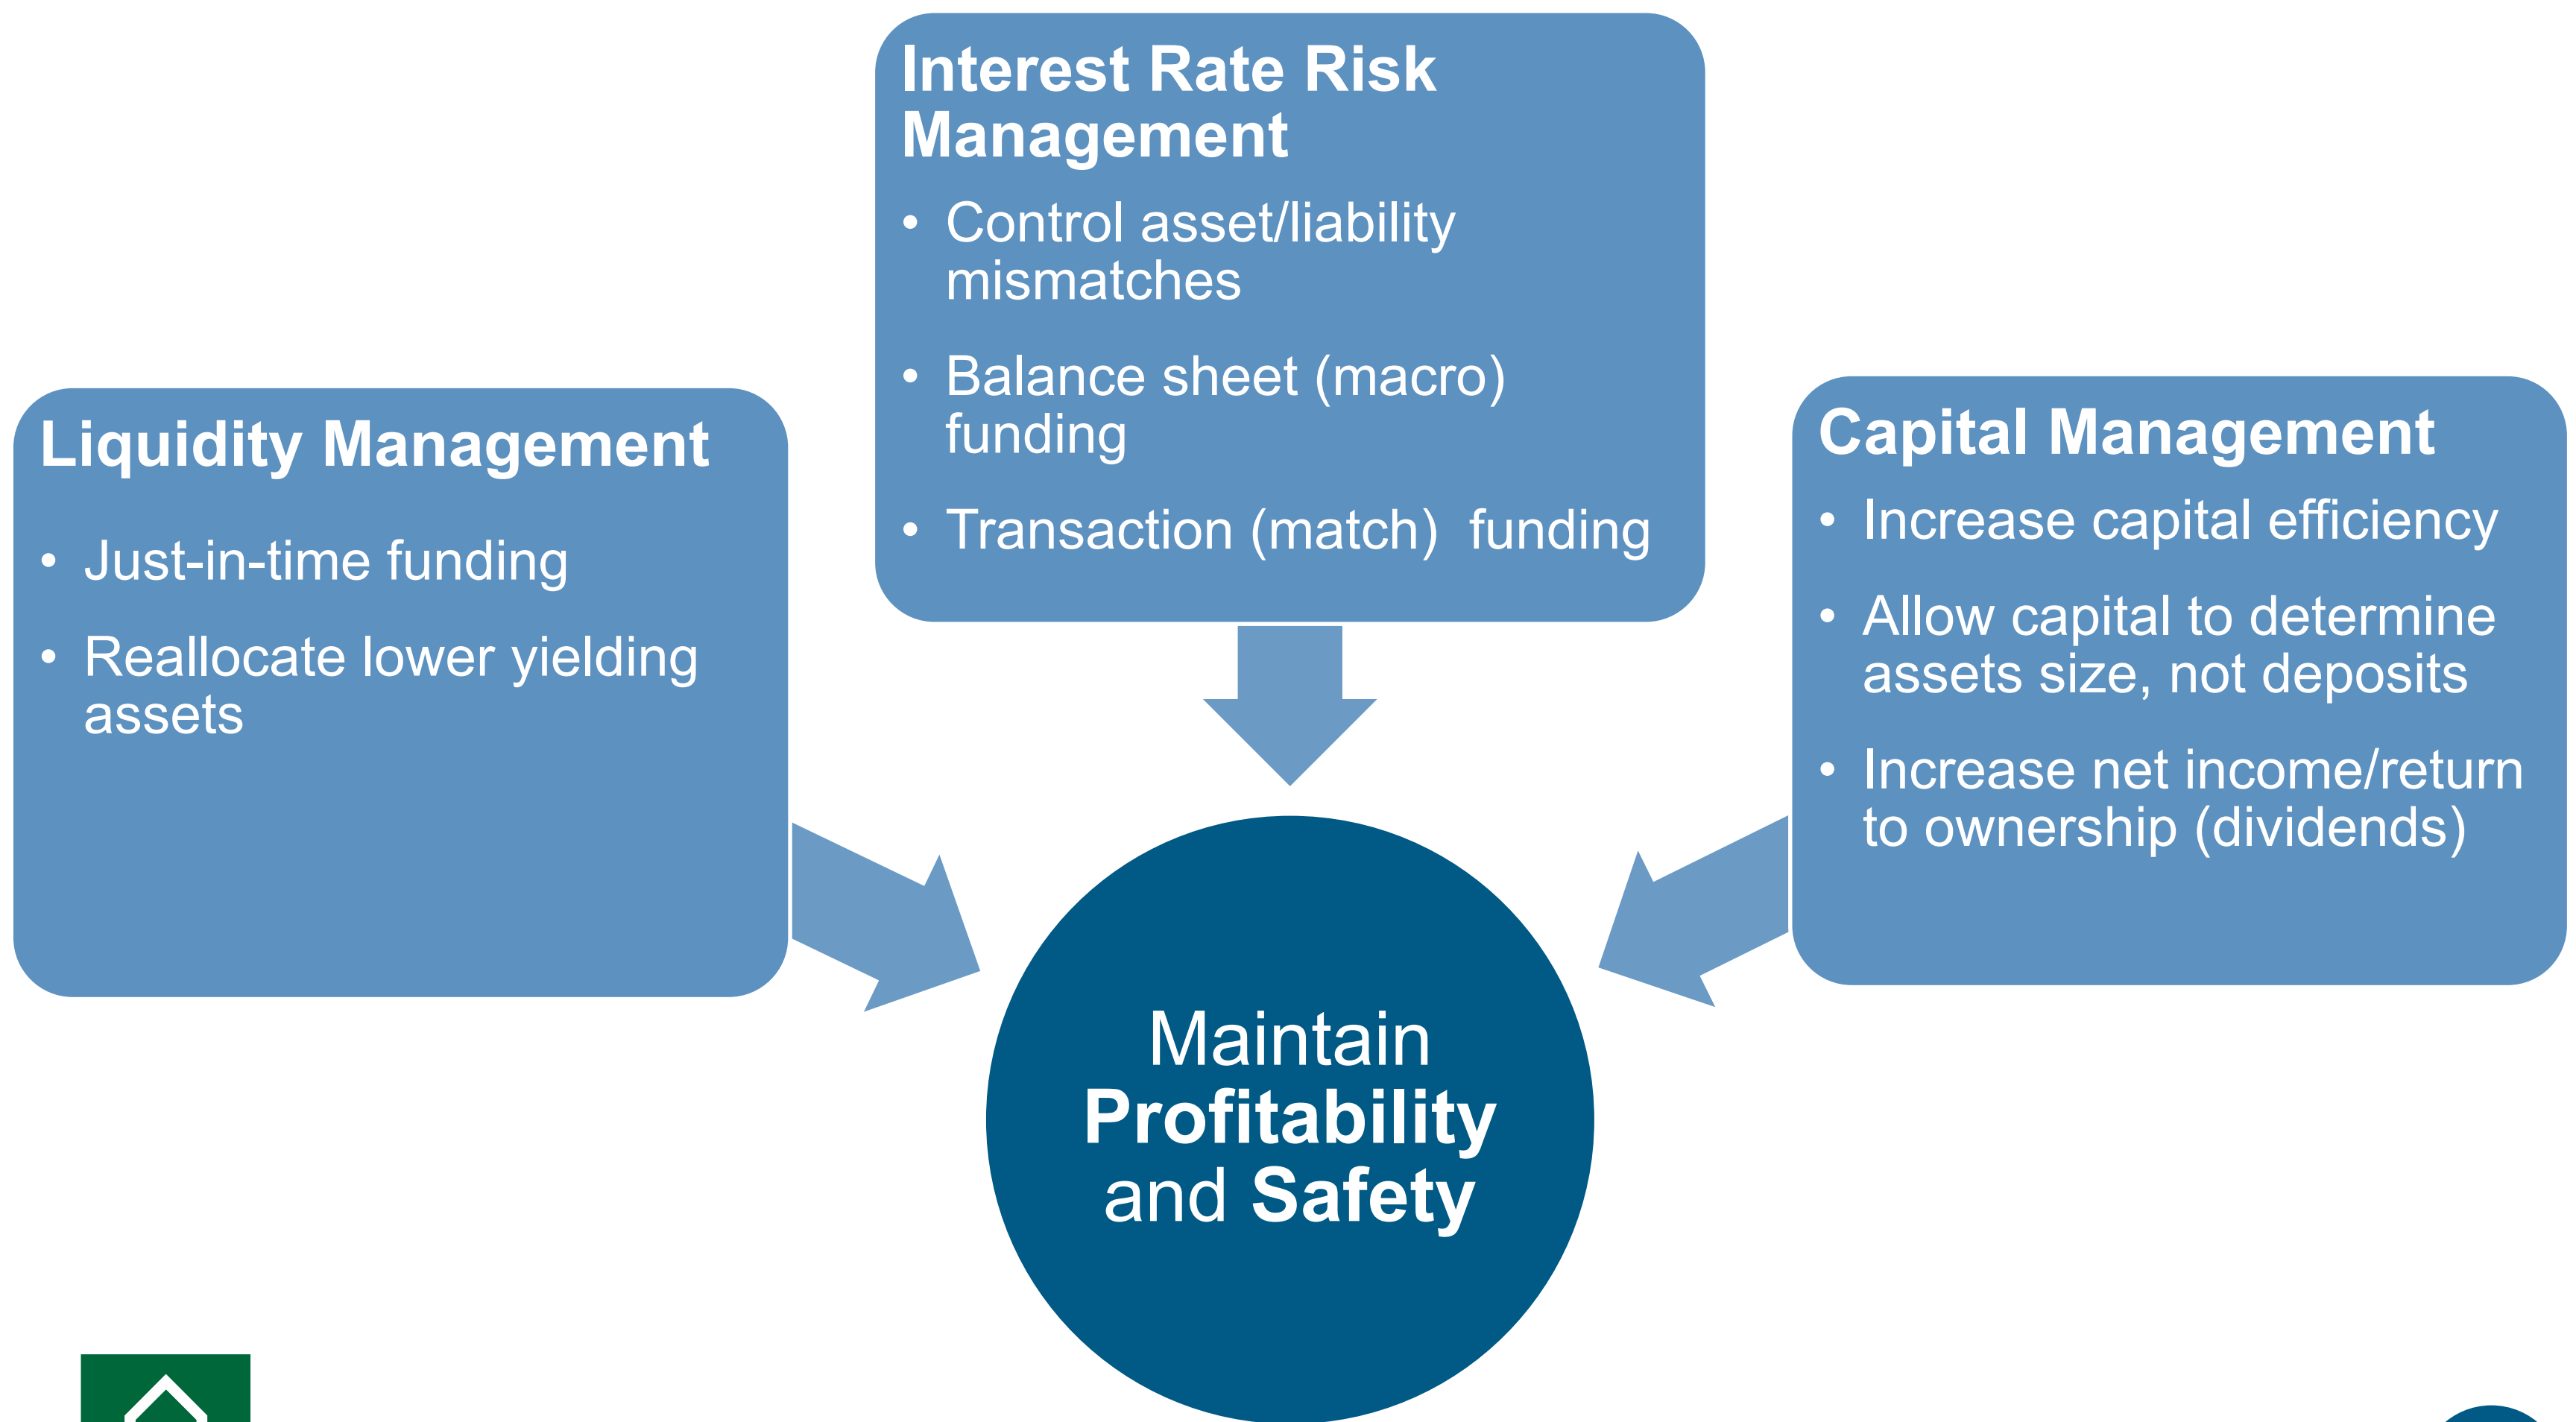 Interest Rate Risk
Management
• Control asset/liability
mismatches
• Balance sheet (macro)
funding
• Transaction (match)  funding
Liquidity Management
• Just-in-time funding
• Reallocate lower yielding
assets
Capital Management
• Increase capital efficiency
• Allow capital to determine
assets size, not deposits
• Increase net income/return
to ownership (dividends)
Maintain
Profitability
and Safety